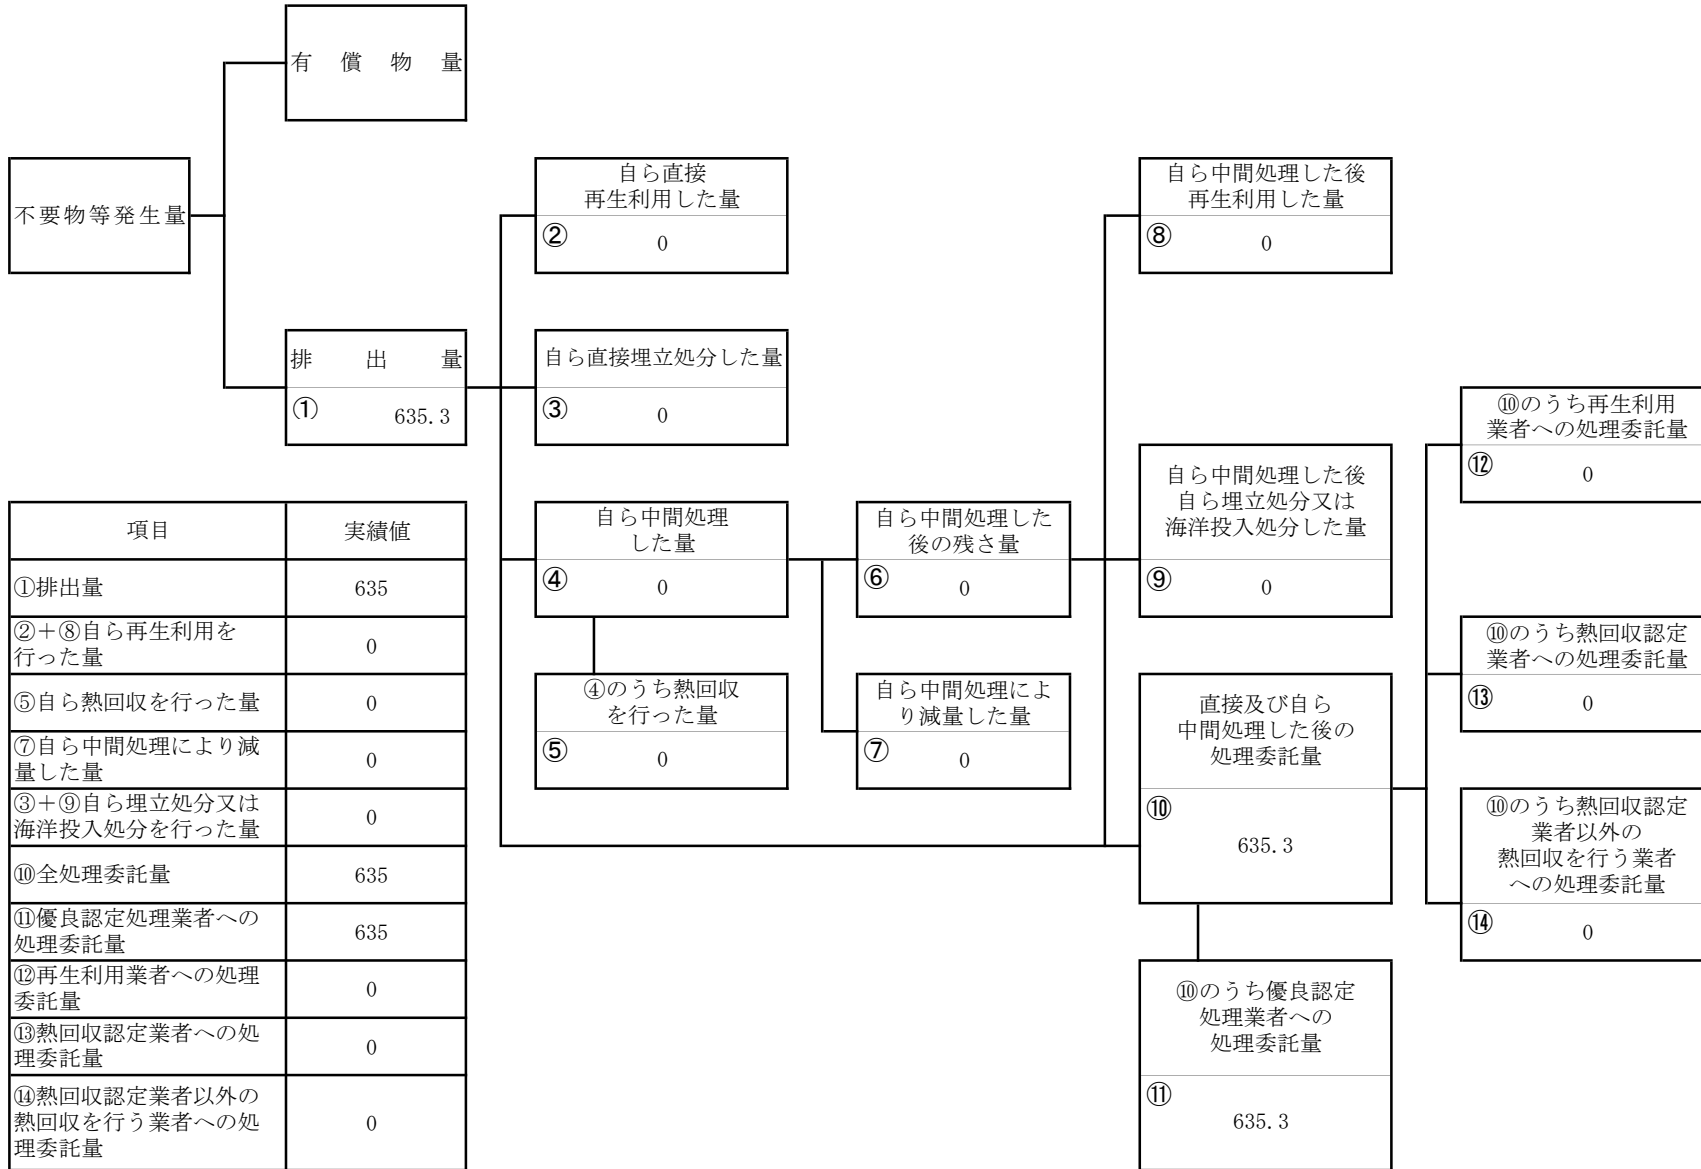 有償物量
不要物等発生量
排出量
① 635.3
自ら直接
再生利用した量
② 0
自ら直接埋立処分した量
③ 0
自ら中間処理
した量
④ 0
④のうち熱回収
を行った量
⑤ 0
自ら中間処理した
後の残さ量
⑥ 0
自ら中間処理によ
り減量した量
⑦ 0
自ら中間処理した後
再生利用した量
⑧ 0
自ら中間処理した後
自ら埋立処分又は
海洋投入処分した量
⑨ 0
直接及び自ら
中間処理した後の
処理委託量
⑩
635.3
⑩のうち優良認定
処理業者への
処理委託量
⑪
635.3
⑩のうち再生利用
業者への処理委託量
⑫ 0
⑩のうち熱回収認定
業者への処理委託量
⑬ 0
⑩のうち熱回収認定
業者以外の
熱回収を行う業者
への処理委託量
⑭ 0
項目 実績値
①排出量 635
②+⑧自ら再生利用を
行った量 0
⑤自ら熱回収を行った量 0
⑦自ら中間処理により減
量した量 0
③+⑨自ら埋立処分又は
海洋投入処分を行った量 0
⑩全処理委託量 635
⑪優良認定処理業者への
処理委託量 635
⑫再生利用業者への処理
委託量 0
⑬熱回収認定業者への処
理委託量 0
⑭熱回収認定業者以外の
熱回収を行う業者への処
理委託量 0